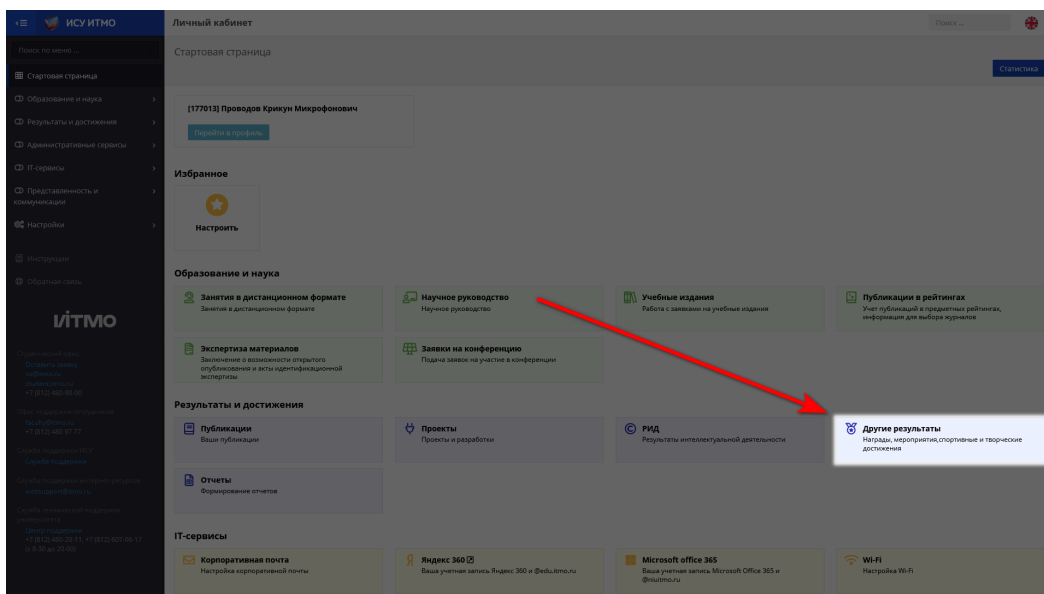 ИСУ ИТМО
Личный кабинет
Поиск ...
Поиск по меню ...
Стартовая страница
Статистика
Стартовая страница
Образование и наука
Результаты и достижения
Административные сервисы
IT-сервисы
Представленность и
коммуникации
Настройки
Инструкции
Обратная связь
ИТМО
[177013] Проводов Крикун Микрофонович
Перейти в профиль
Избранное
Настроить
Образование и наука
Занятия в дистанционном формате
Занятия в дистанционном формате
Научное руководство
Научное руководство
Учебные издания
Работа с заявками на учебные издания
Публикации в рейтингах
Учет публикаций в предметных рейтингах,
информация для выбора журналов
Экспертиза материалов
Заключение о возможности открытого
опубликования и акты идентификационной
экспертизы
Заявки на конференцию
Подача заявок на участие в конференции
Результаты и достижения
Публикации
Ваши публикации
Проекты
Проекты и разработки
РИД
Результаты интеллектуальной деятельности
Другие результаты
Награды, мероприятия,спортивные и творческие
достижения
Отчеты
Формирование отчетов
IT-сервисы
Корпоративная почта
Настройка корпоративной почты
Яндекс 360
Ваша учетная запись Яндекс 360 и @edu.itmo.ru
Microsoft office 365
Ваша учетная запись Microsoft Office 365 и
@niuitmo.ru
Wi-Fi
Настройка Wi-Fi